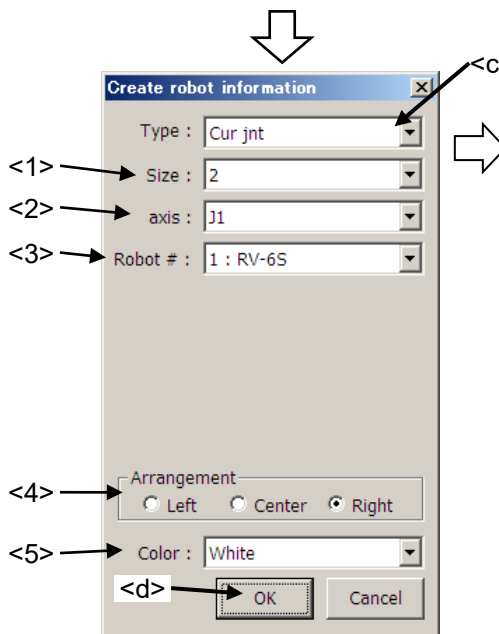 <c
Create robot information
Type : Cur jnt
<1> Size : 2
<2> axis : J1
<3> Robot # : 1 : RV-6S
Arrangement
<4> Left Center Right
<5> Color : White
<d> OK Cancel